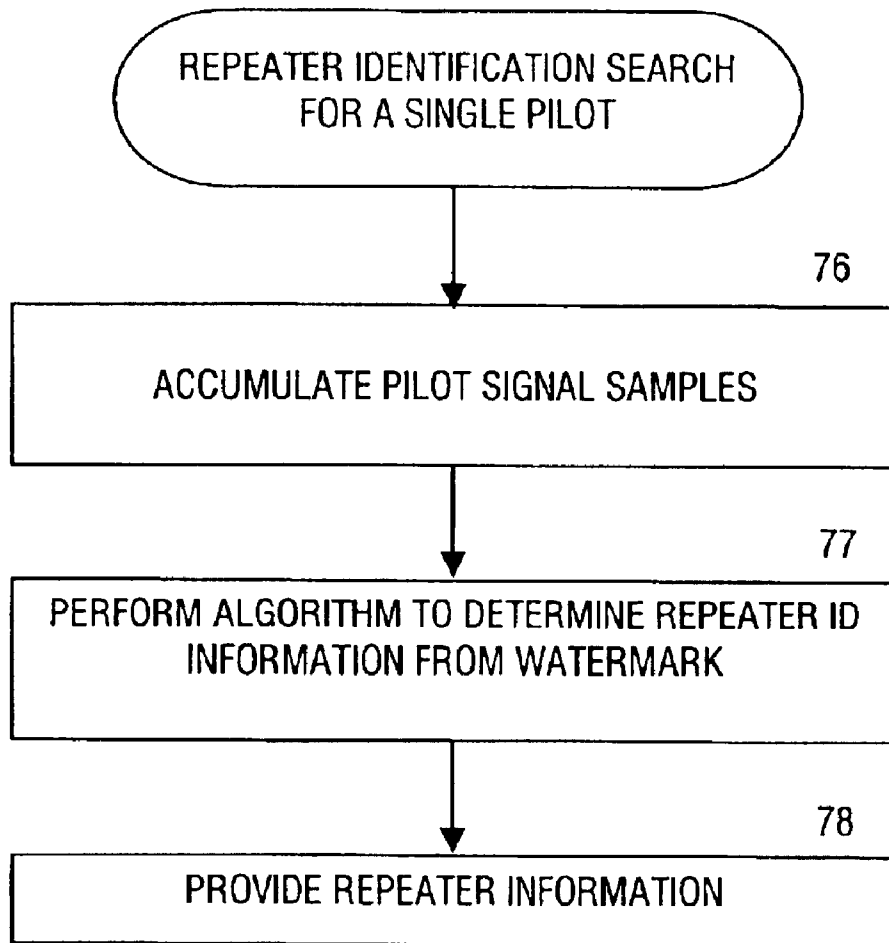 REPEATER IDENTIFICATION SEARCH
FOR A SINGLE PILOT
76
ACCUMULATE PILOT SIGNAL SAMPLES
77
PERFORM ALGORITHM TO DETERMINE REPEATER ID
INFORMATION FROM WATERMARK
78
PROVIDE REPEATER INFORMATION